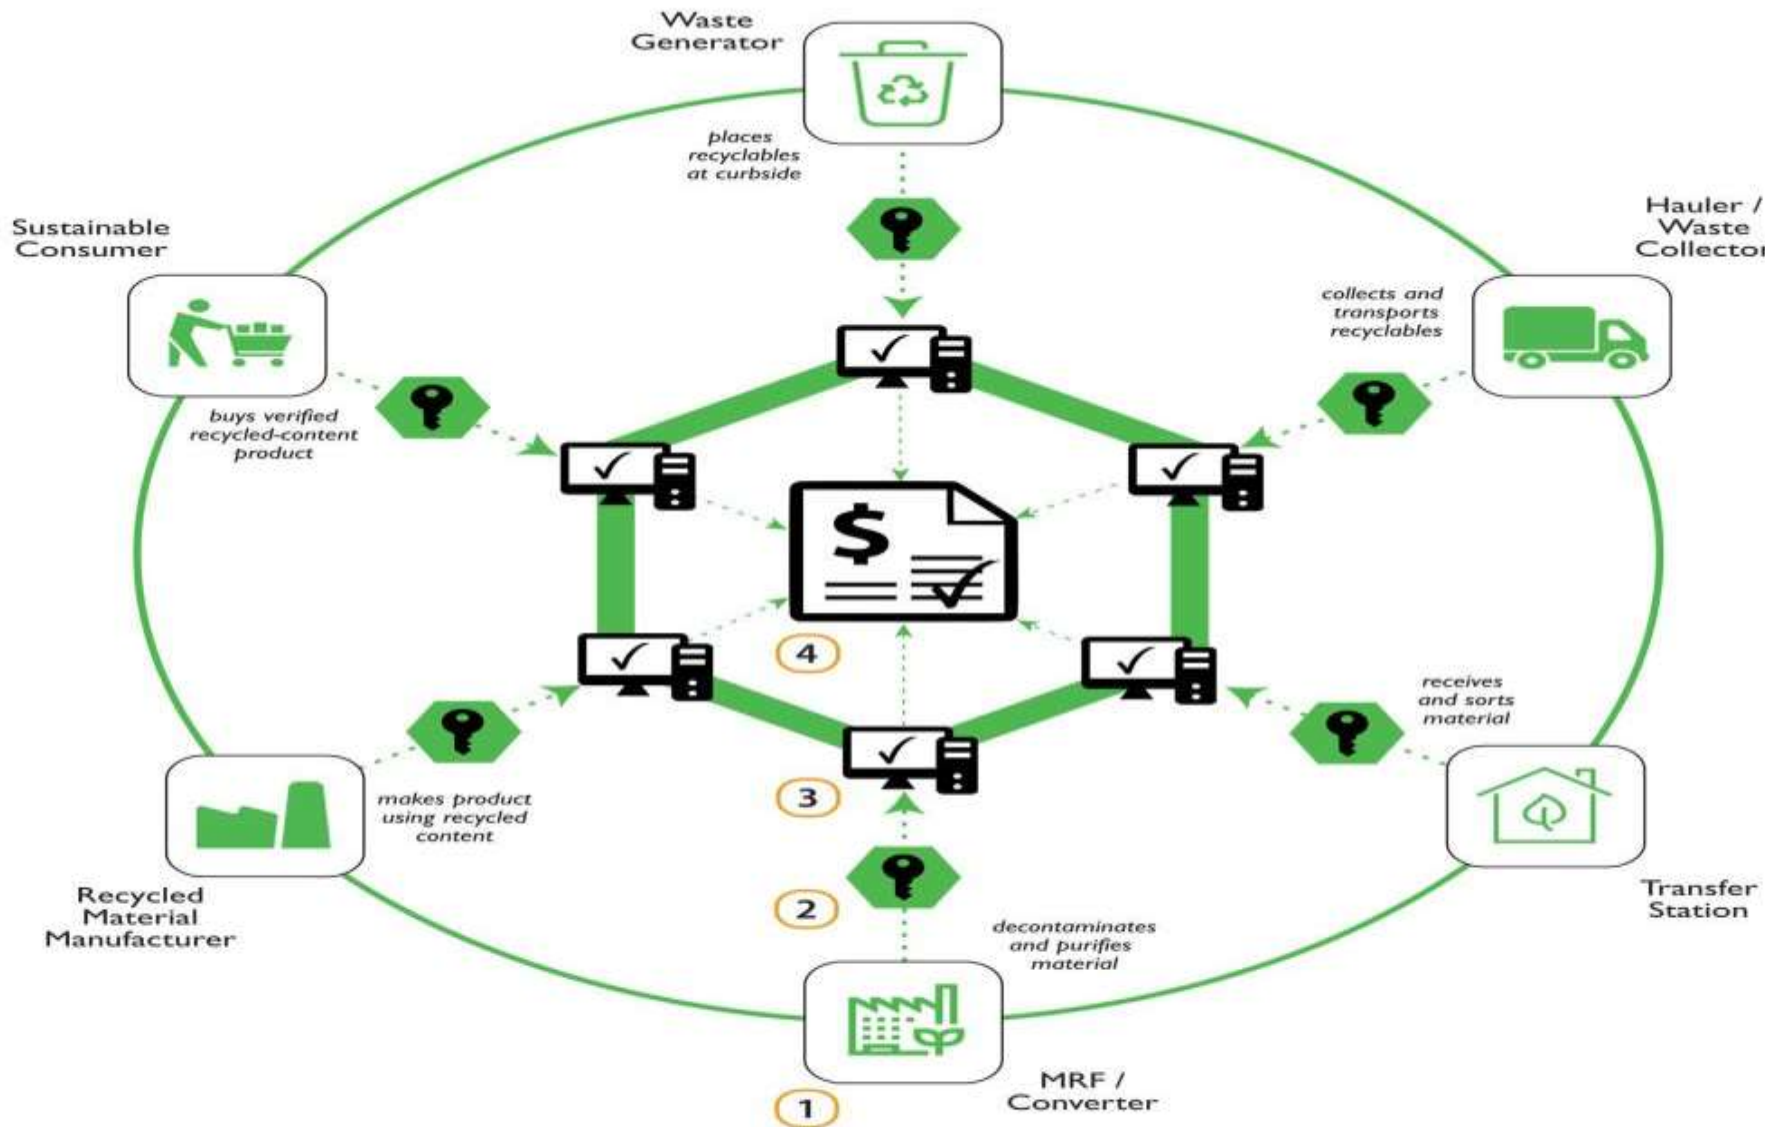 Waste
Generator
places
recyclables
at curbside
Hauler /
Waste
Collector
collects and
transports
recyclables
Sustainable
Consumer
buys verified
recycled-content
product
$
4
receives
and sorts
material
Transfer
Station
3
makes product
using recycled
content
Recycled
Material
Manufacturer
2
decontaminates
and purifies
material
MRF /
Converter
1